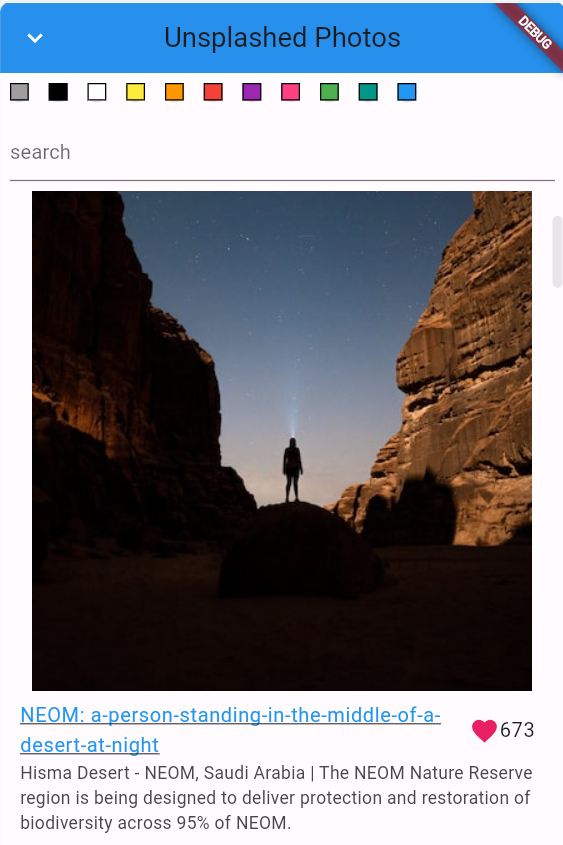 Unsplashed Photos
DEBUG
search
NEOM: a-person-standing-in-the-middle-of-a-
desert-at-night
673
Hisma Desert - NEOM, Saudi Arabia | The NEOM Nature Reserve
region is being designed to deliver protection and restoration of
biodiversity across 95% of NEOM.